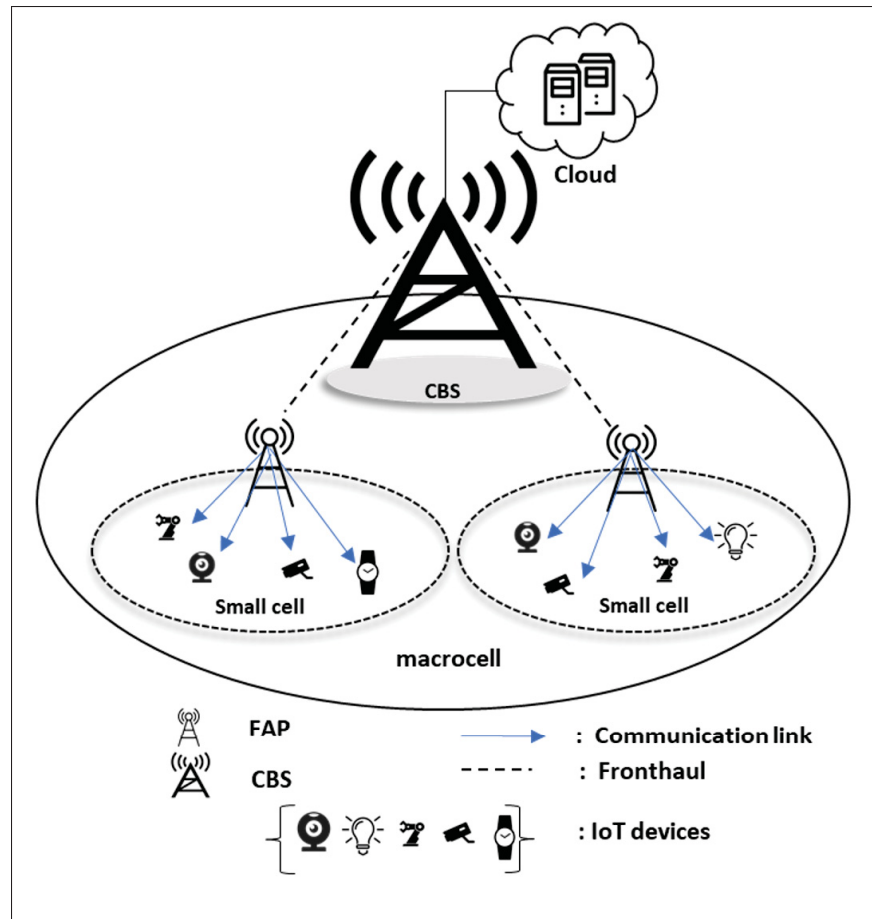 Cloud
CBS
Small cell
Small cell
macrocell
FAP
: Communication link
CBS
: Fronthaul
: IoT devices